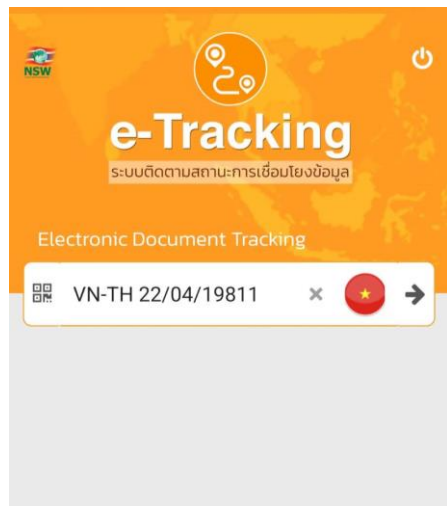 NSW
e-Tracking
ระบบติดตามสถานะการเชื่อมโยงข้อมูล
Electronic Document Tracking
VN-TH 22/04/19811